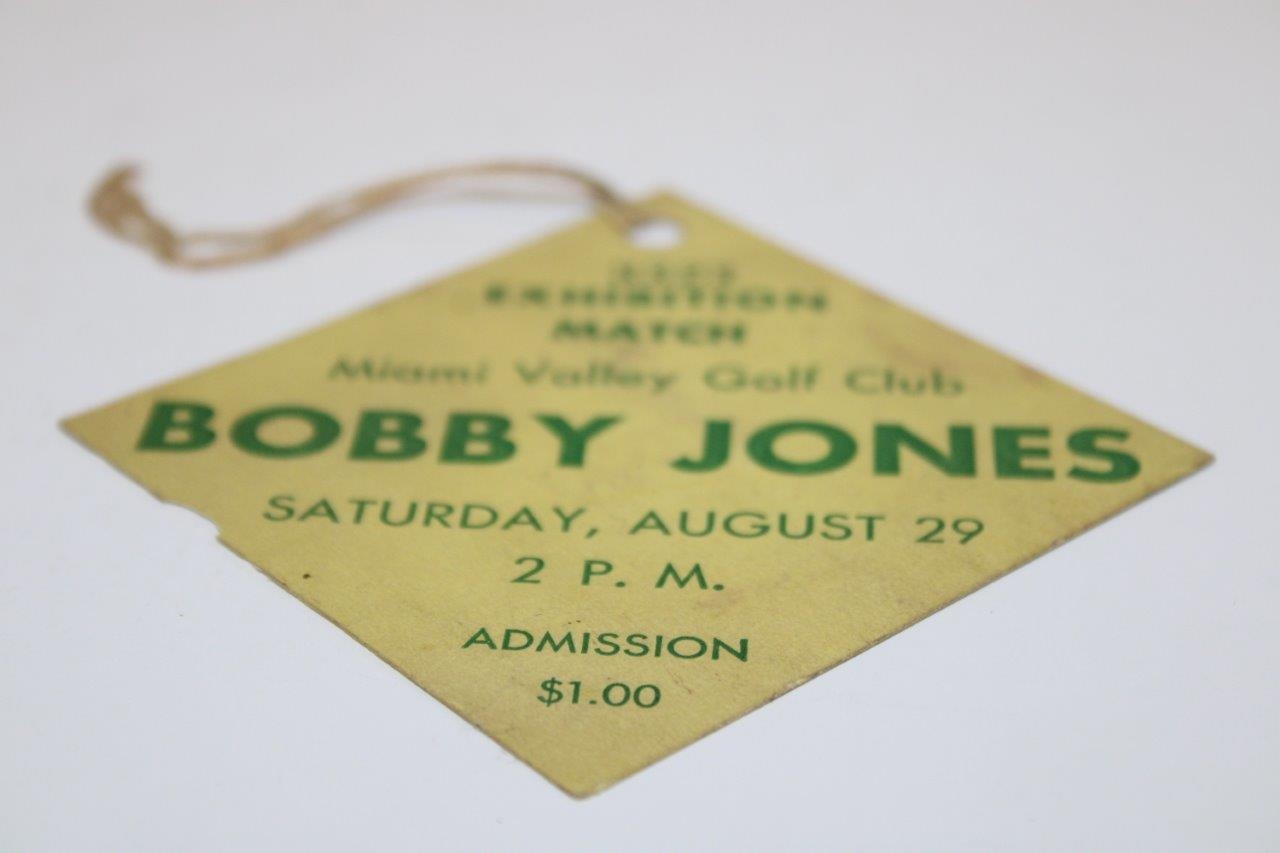 EXHIBITION
MATCH
Miami Valley Golf Club
BOBBY JONES
SATURDAY, AUGUST 29
2 P. M.
ADMISSION
$1.00